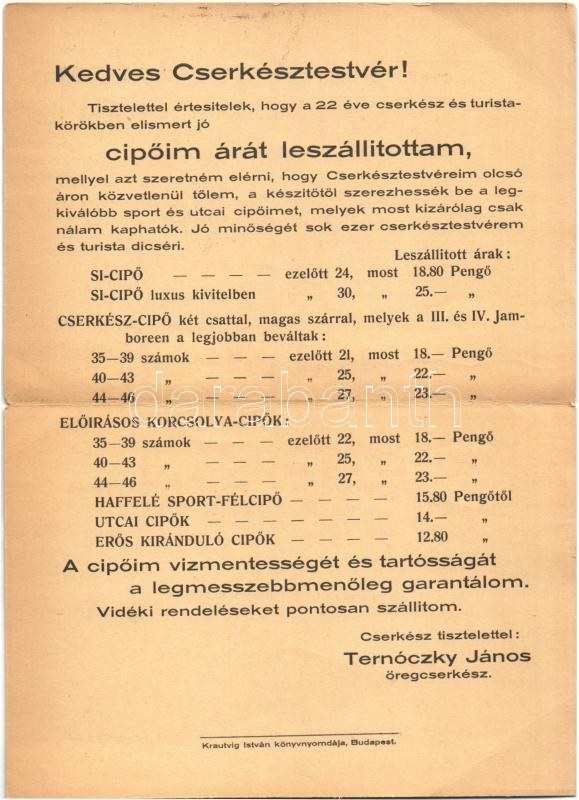 Kedves Cserkésztestvér!
Tisztelettel értesitelek, hogy a 22 éve cserkész és turista-
körökben elismert jó
cipőim árát leszállitottam,
mellyel azt szeretném elérni, hogy Cserkésztestvéreim olcsó
áron közvetlenül tőlem, a készitőtől szerezhessék be a leg-
kiválóbb sport és utcai cipőimet, melyek most kizárólag csak
nálam kaphatók. Jó minőségét sok ezer cserkésztestvérem
és turista dicséri.
Leszállitott árak:
SI-CIPŐ — — — — ezelőtt 24, most 18.80 Pengő
SI-CIPŐ luxus kivitelben „ 30, „ 25.— „
CSERKÉSZ-CIPŐ két csattal, magas szárral, melyek a III. és IV. Jam-
boreen a legjobban beváltak:
35—39 számok — — — ezelőtt 21, most 18.— Pengő
40—43 „ — — — „ 25, „ 22.— „
44—46 „ — — — „ 27, „ 23.— „
darabanth
ELŐIRÁSOS KORCSOLYA-CIPŐK:
35—39 számok — — — ezelőtt 22, most 18.— Pengő
40—43 „ — — — „ 25, „ 22.— „
44—46 „ — — — „ 27, „ 23.— „
HAFFELÉ SPORT-FÉLCIPŐ — — — — — 15.80 Pengőtől
UTCAI CIPŐK — — — — — — — 14.— „
ERŐS KIRÁNDULÓ CIPŐK — — — — 12.80 „
A cipőim vizmentességét és tartósságát
a legmesszebbmenőleg garantálom.
Vidéki rendeléseket pontosan szállitom.
Cserkész tisztelettel:
Ternóczky János
öregcserkész.
Krautvig István könyvnyomdája, Budapest.